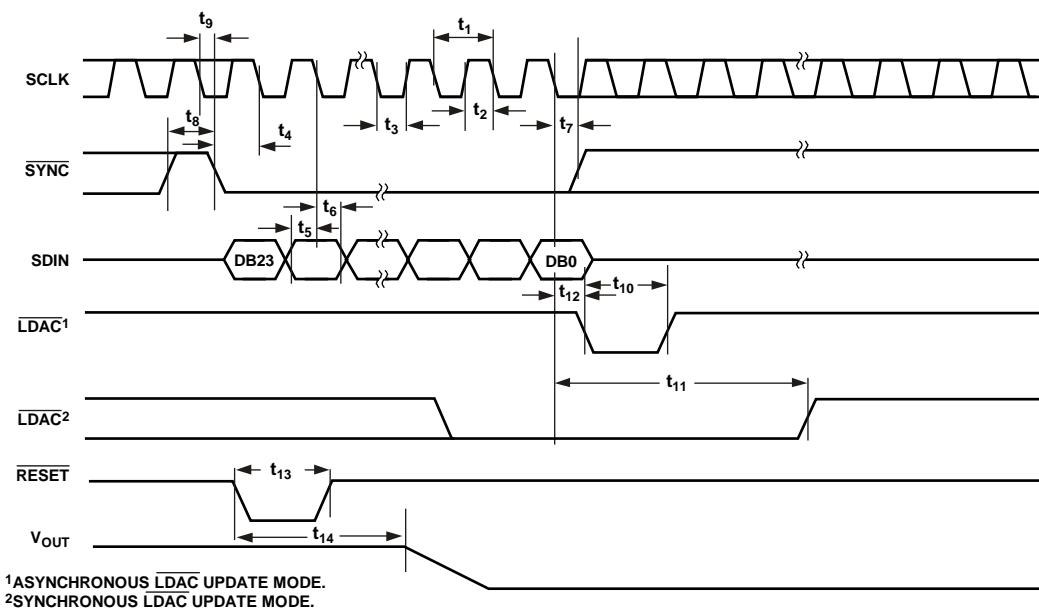 t9
t1
SCLK
t8
t4
t3
t2
t7
SYNC
t6
t5
SDIN
DB23
DB0
t12
t10
LDAC1
t11
LDAC2
RESET
t13
t14
VOUT
1ASYNCHRONOUS LDAC UPDATE MODE.
2SYNCHRONOUS LDAC UPDATE MODE.